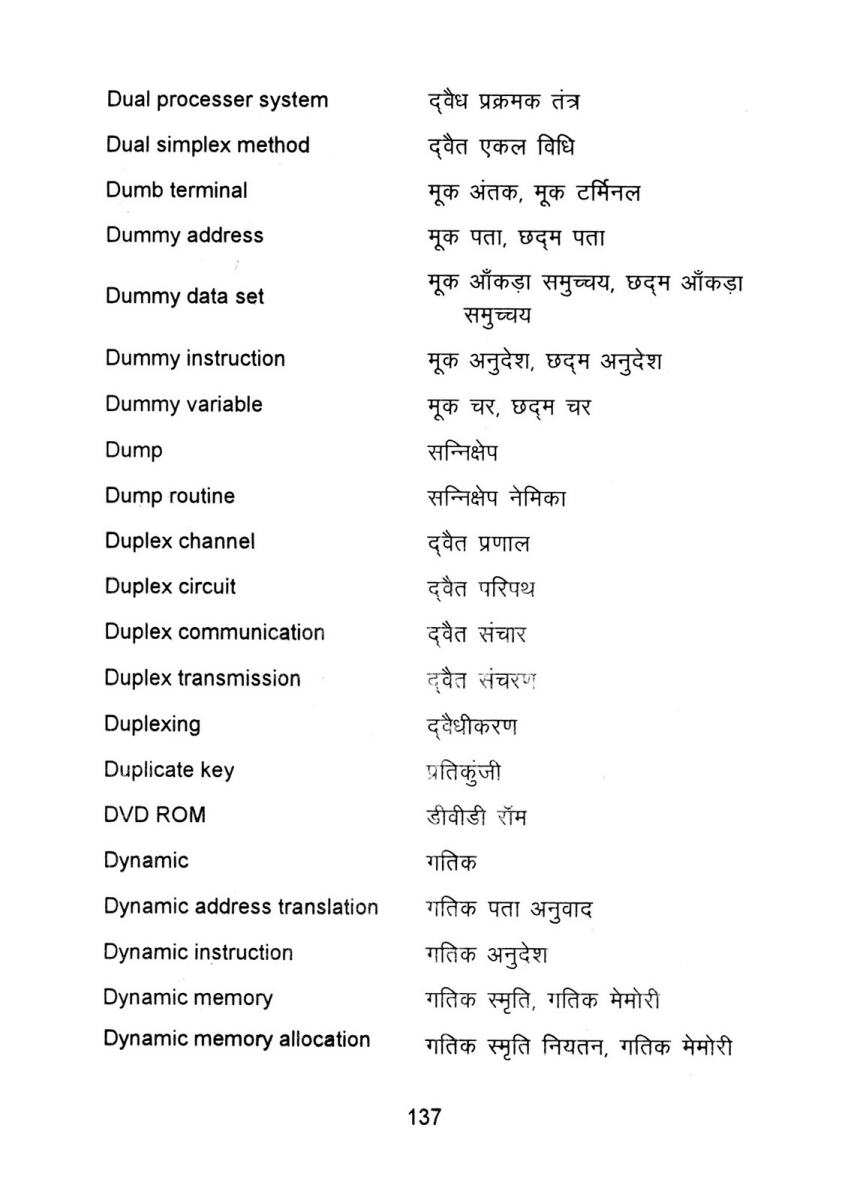 Dual processer system द्वैध प्रक्रमक तंत्र
Dual simplex method द्वैत एकल विधि
Dumb terminal मूक अंतक, मूक टर्मिनल
Dummy address मूक पता, छद्म पता
Dummy data set मूक आँकड़ा समुच्चय, छद्म आँकड़ा
समुच्चय
Dummy instruction मूक अनुदेश, छद्म अनुदेश
Dummy variable मूक चर, छद्म चर
Dump सन्निक्षेप
Dump routine सन्निक्षेप नेमिका
Duplex channel द्वैत प्रणाल
Duplex circuit द्वैत परिपथ
Duplex communication द्वैत संचार
Duplex transmission द्वैत संचरण
Duplexing द्वैधीकरण
Duplicate key प्रतिकुंजी
DVD ROM डीवीडी रॉम
Dynamic गतिक
Dynamic address translation गतिक पता अनुवाद
Dynamic instruction गतिक अनुदेश
Dynamic memory गतिक स्मृति, गतिक मेमोरी
Dynamic memory allocation गतिक स्मृति नियतन, गतिक मेमोरी
137